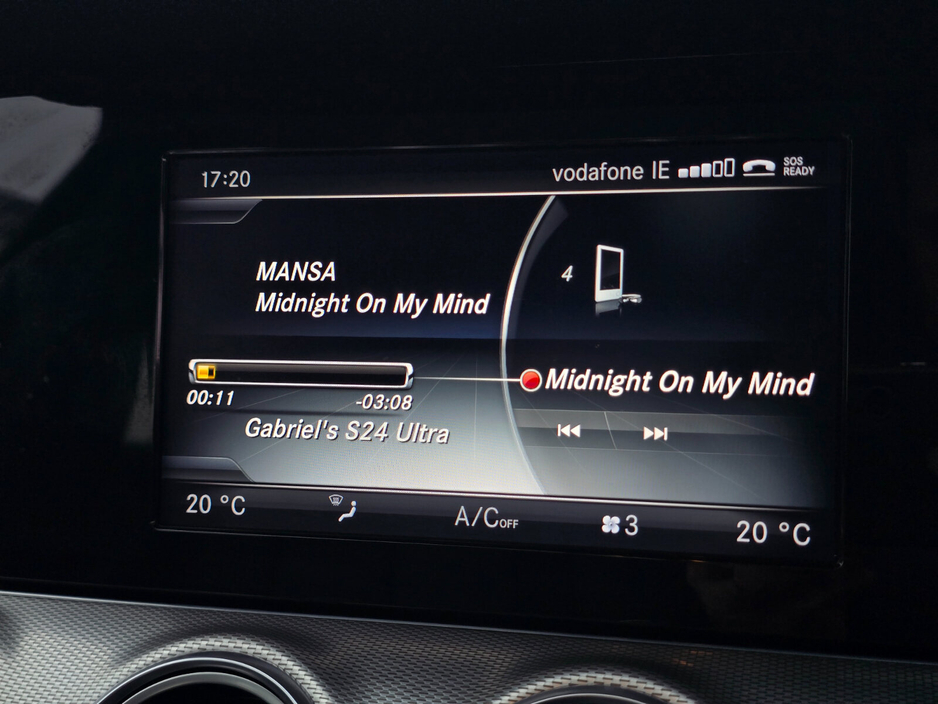 17:20
vodafone IE
SOS
READY
MANSA
Midnight On My Mind
4
Midnight On My Mind
00:11
-03:08
Gabriel's S24 Ultra
20 °C
A/C OFF
3
20 °C